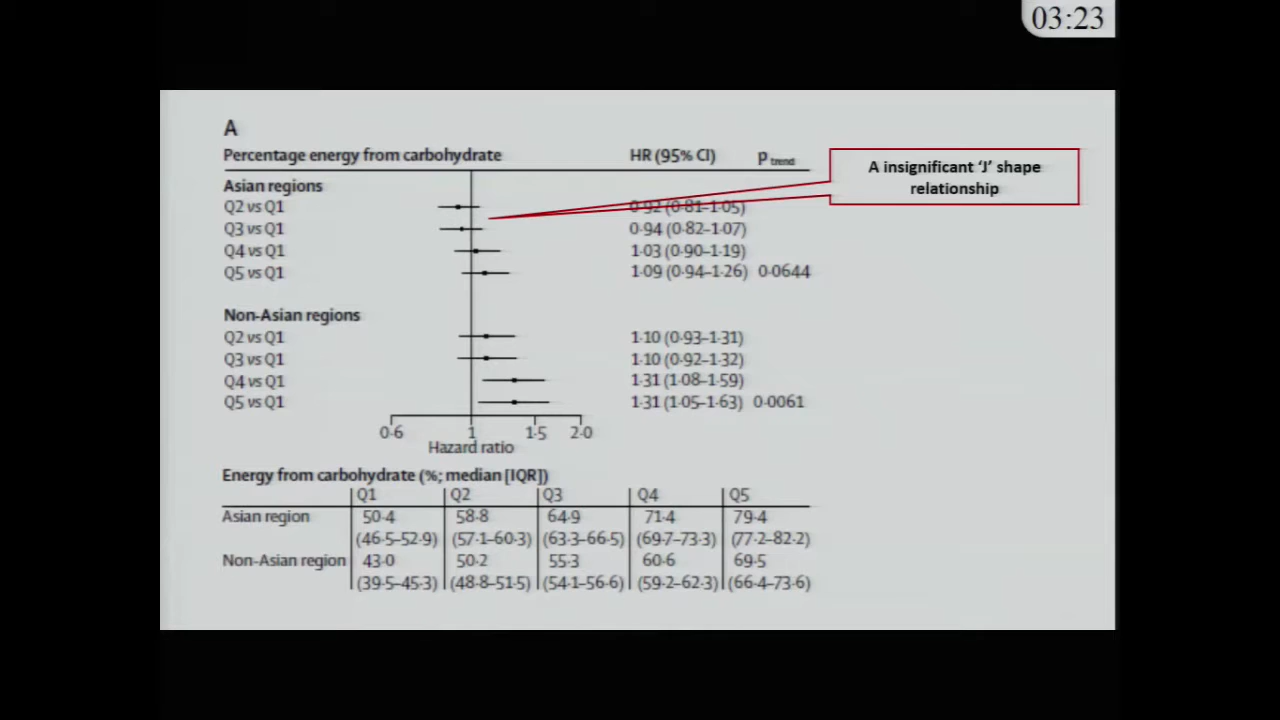 03:23
A
Percentage energy from carbohydrate HR (95% CI) p trend
A insignificant ‘J’ shape
relationship
Asian regions
Q2 vs Q1 0·92 (0·81–1·05)
Q3 vs Q1 0·94 (0·82–1·07)
Q4 vs Q1 1·03 (0·90–1·19)
Q5 vs Q1 1·09 (0·94–1·26) 0·0644
Non-Asian regions
Q2 vs Q1 1·10 (0·93–1·31)
Q3 vs Q1 1·10 (0·92–1·32)
Q4 vs Q1 1·31 (1·08–1·59)
Q5 vs Q1 1·31 (1·05–1·63) 0·0061
0·6 1 1·5 2·0
Hazard ratio
Energy from carbohydrate (%; median [IQR])
Q1 Q2 Q3 Q4 Q5
Asian region 50·4 58·8 64·9 71·4 79·4
(46·5–52·9) (57·1–60·3) (63·3–66·5) (69·7–73·3) (77·2–82·2)
Non-Asian region 43·0 50·2 55·3 60·6 69·5
(39·5–45·3) (48·8–51·5) (54·1–56·6) (59·2–62·3) (66·4–73·6)